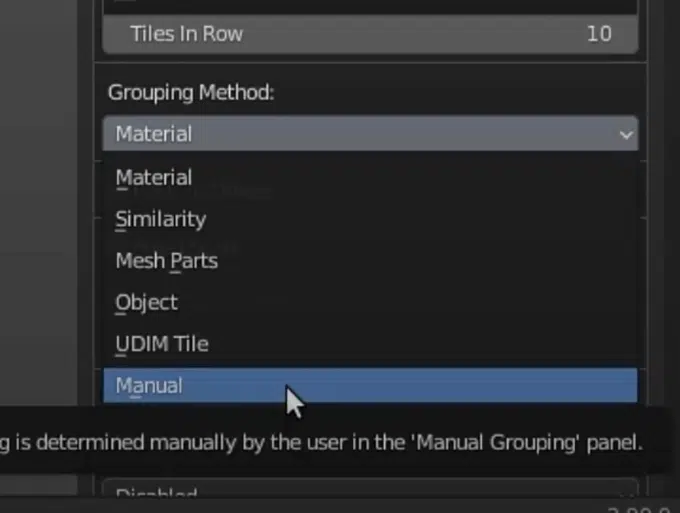 Tiles In Row 10
Grouping Method:
Material
Material
Similarity
Mesh Parts
Object
UDIM Tile
Manual
is determined manually by the user in the 'Manual Grouping' panel.
Disabled